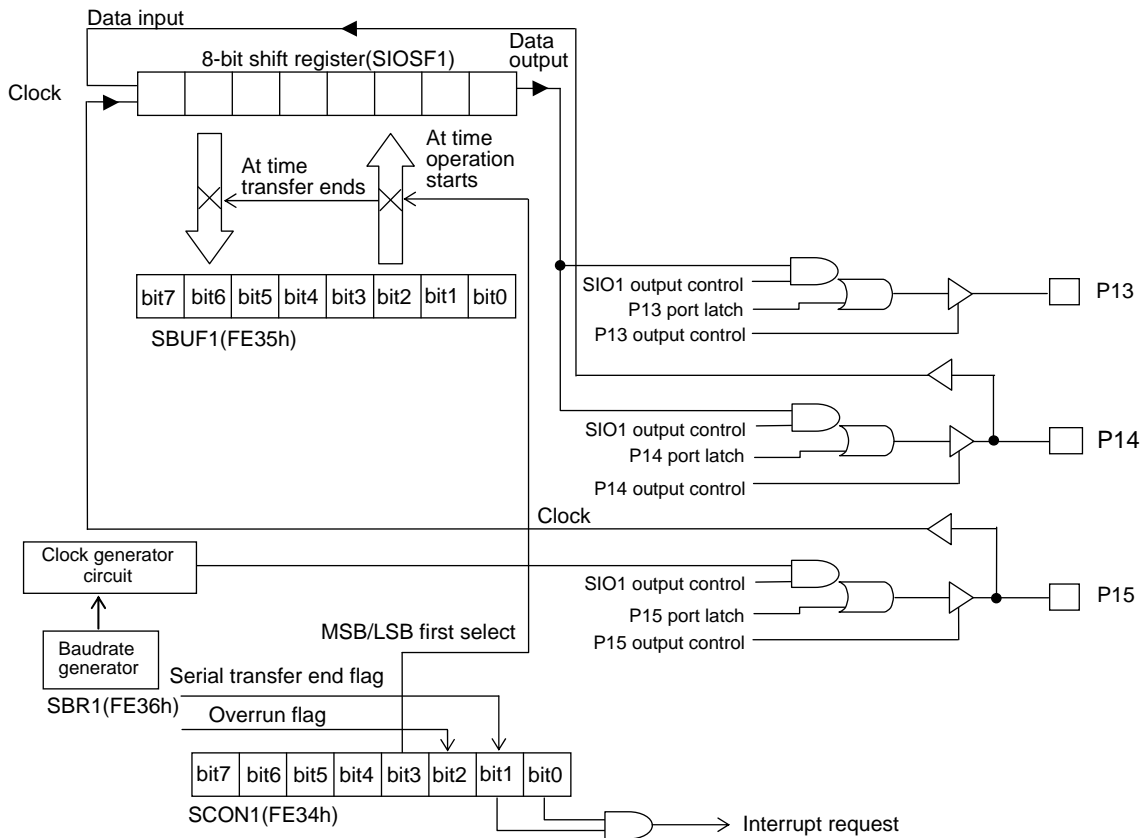 Data input
8-bit shift register(SIOSF1)
Data
output
Clock
At time
operation
starts
At time
transfer ends
bit7 bit6 bit5 bit4 bit3 bit2 bit1 bit0
SBUF1(FE35h)
SIO1 output control
P13 port latch
P13 output control
P13
SIO1 output control
P14 port latch
P14 output control
P14
Clock
Clock generator
circuit
SIO1 output control
P15 port latch
P15 output control
P15
Baudrate
generator
SBR1(FE36h)
MSB/LSB first select
Serial transfer end flag
Overrun flag
bit7 bit6 bit5 bit4 bit3 bit2 bit1 bit0
SCON1(FE34h)
Interrupt request